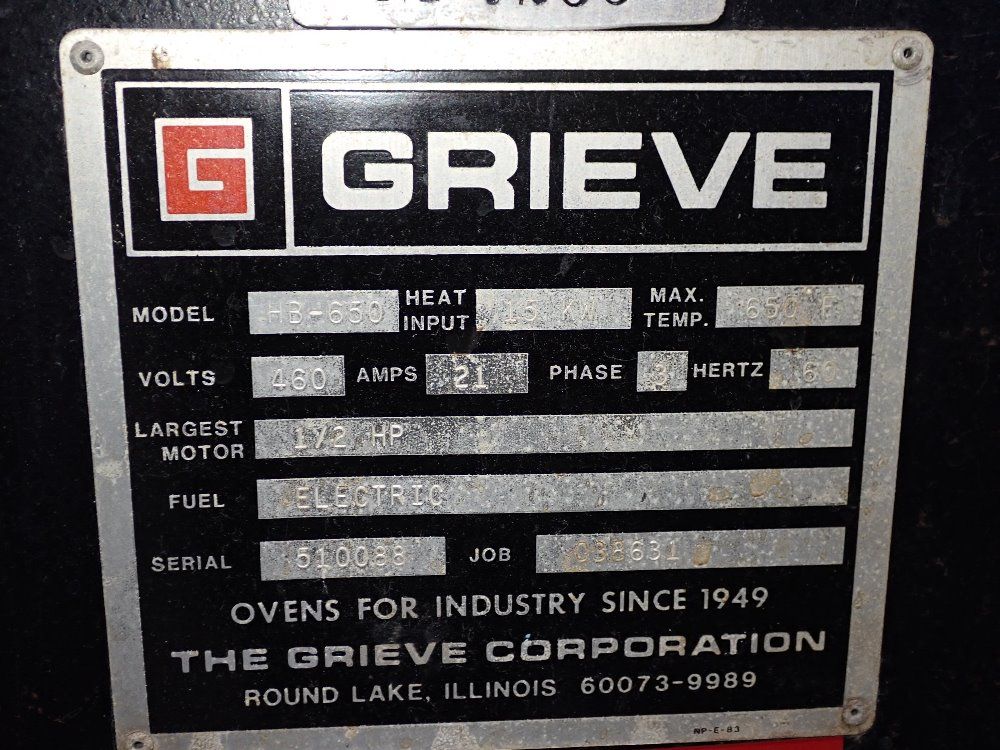 G GRIEVE
MODEL HB-650 HEAT INPUT 15 KW MAX. TEMP. 650°F
VOLTS 460 AMPS 21 PHASE 3 HERTZ 60
LARGEST MOTOR 1/2 HP
FUEL ELECTRIC
SERIAL 510088 JOB 038631
OVENS FOR INDUSTRY SINCE 1949
THE GRIEVE CORPORATION
ROUND LAKE, ILLINOIS 60073-9989
NP-E-83